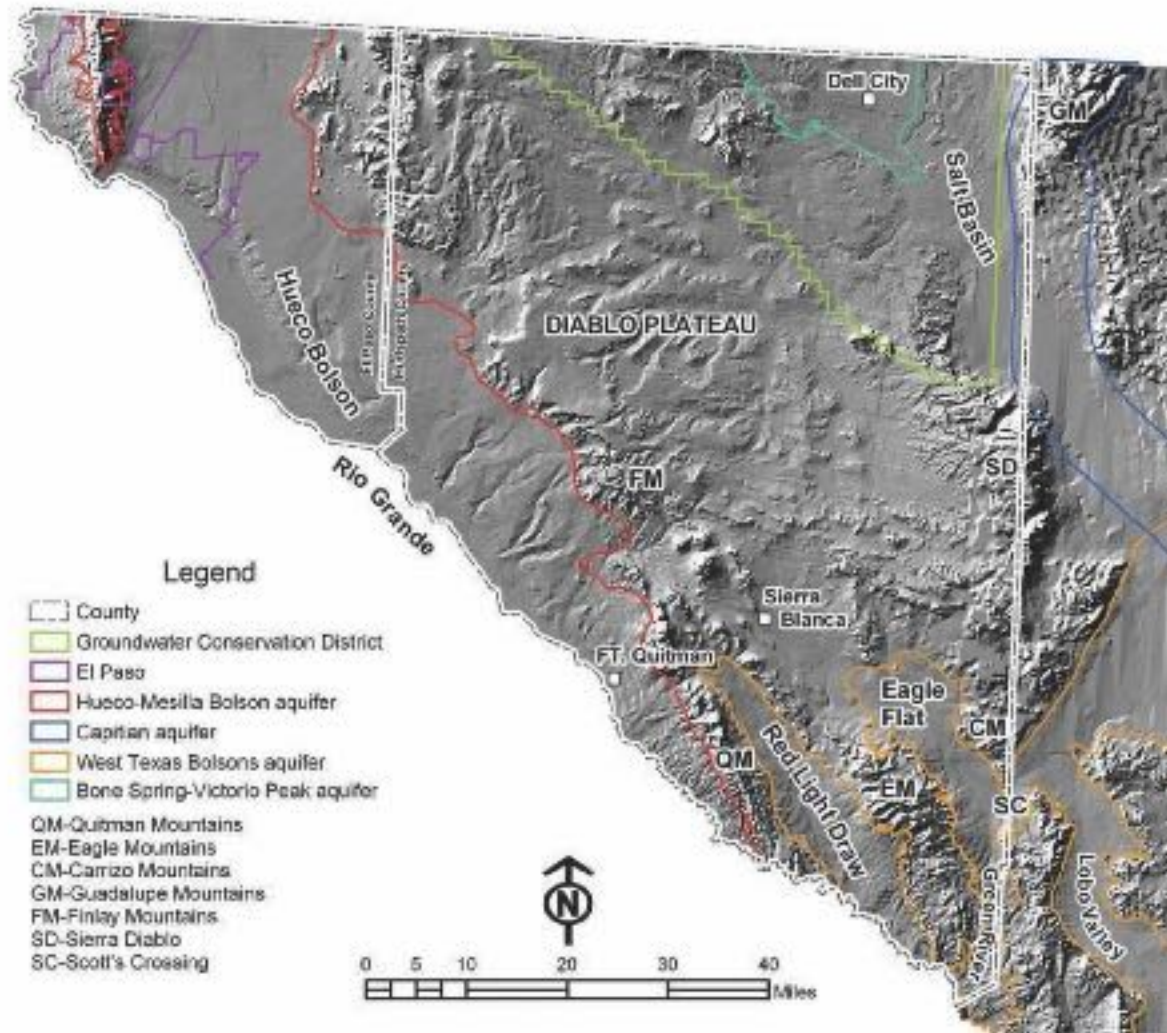 Dell City
GM
Salt Basin
Hueco Bolson
El Paso Co.
DIABLO PLATEAU
Rio Grande
FM
SD
Sierra
Blanca
FT. Quitman
Eagle
Flat
CM
QM
Red Light Draw
EM
SC
Green River
Lobo Valley
Legend
County
Groundwater Conservation District
El Paso
Hueco-Mesilla Bolson aquifer
Capitian aquifer
West Texas Bolsons aquifer
Bone Spring-Victorio Peak aquifer
QM-Quitman Mountains
EM-Eagle Mountains
CM-Carrizo Mountains
GM-Guadalupe Mountains
FM-Finlay Mountains
SD-Sierra Diablo
SC-Scott's Crossing
N
0 5 10 20 30 40
Miles